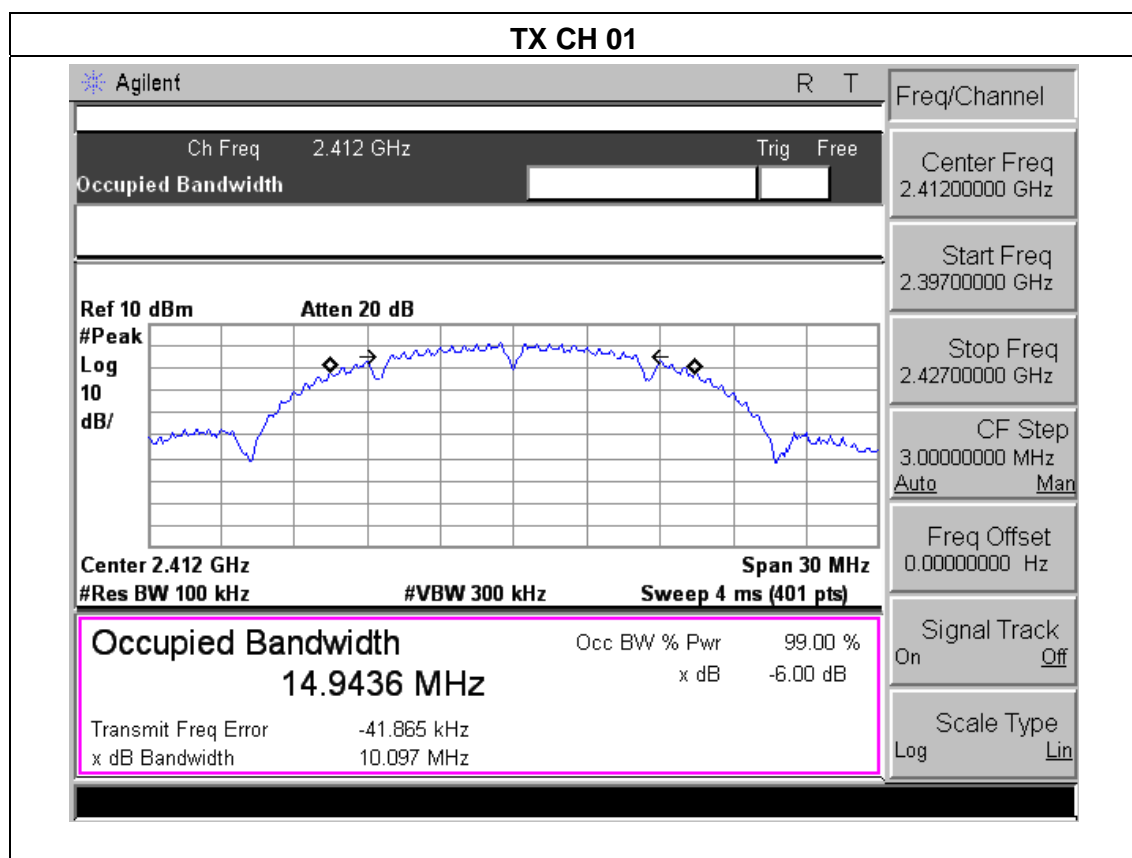 TX CH 01
Agilent R T
Freq/Channel
Ch Freq 2.412 GHz Trig Free
Occupied Bandwidth
Center Freq
2.41200000 GHz
Start Freq
2.39700000 GHz
Stop Freq
2.42700000 GHz
CF Step
3.00000000 MHz
Auto Man
Freq Offset
0.00000000 Hz
Signal Track
On Off
Scale Type
Log Lin
Ref 10 dBm Atten 20 dB
#Peak
Log
10
dB/
Center 2.412 GHz Span 30 MHz
#Res BW 100 kHz #VBW 300 kHz Sweep 4 ms (401 pts)
Occupied Bandwidth Occ BW % Pwr 99.00 %
14.9436 MHz x dB -6.00 dB
Transmit Freq Error -41.865 kHz
x dB Bandwidth 10.097 MHz